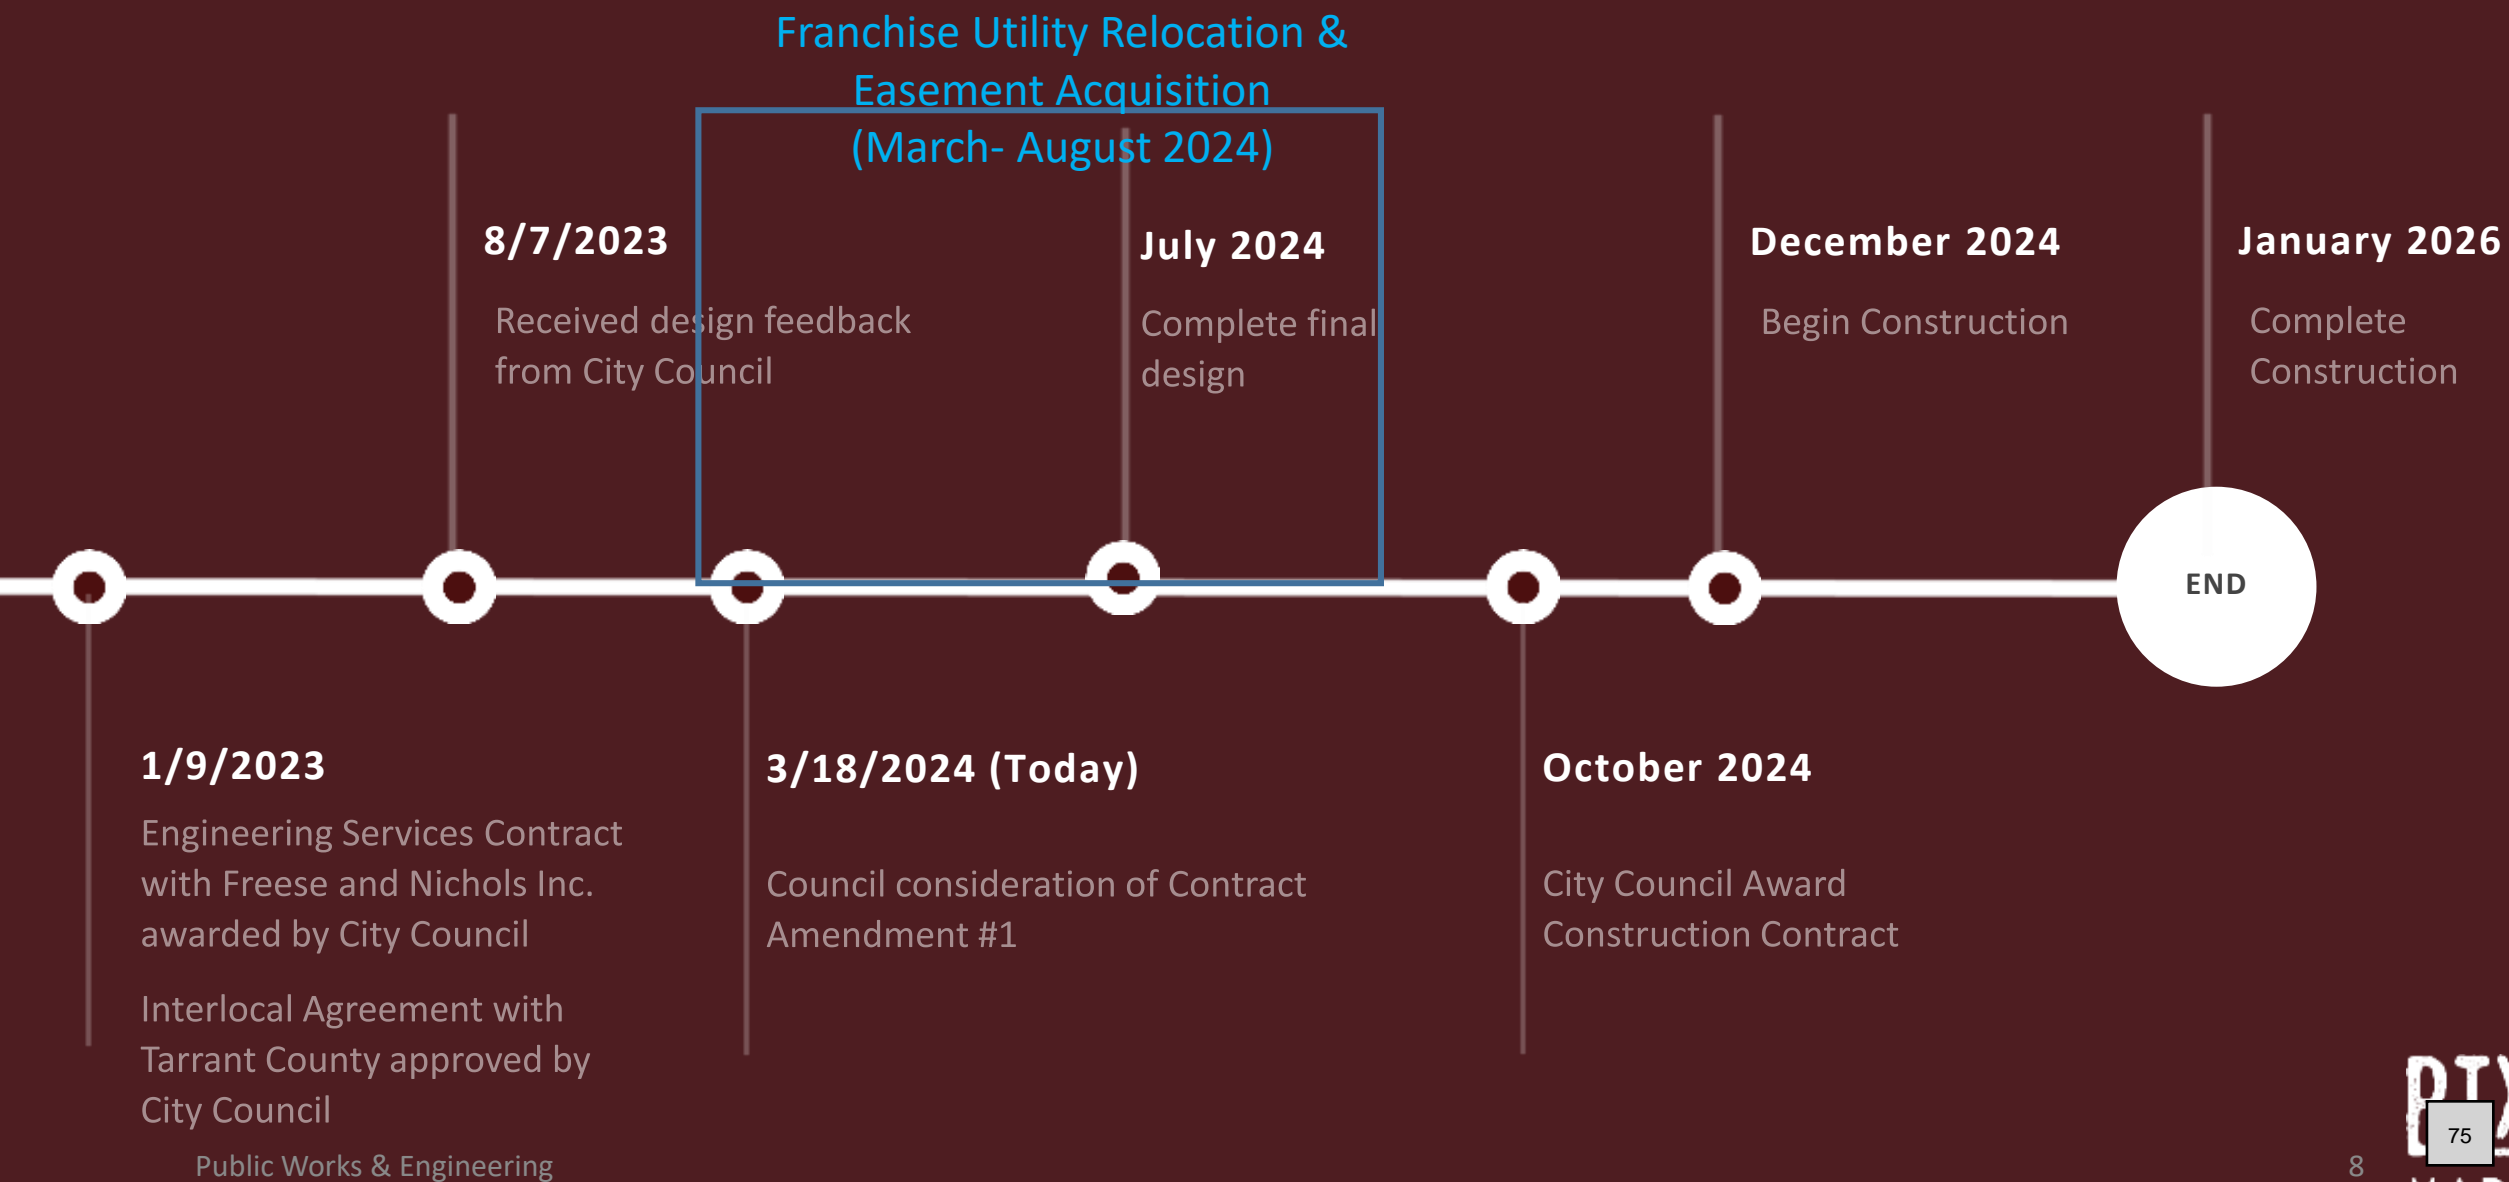 Franchise Utility Relocation &
Easement Acquisition
(March- August 2024)
8/7/2023
Received design feedback
from City Council
July 2024
Complete final
design
December 2024
Begin Construction
January 2026
Complete
Construction
END
1/9/2023
Engineering Services Contract
with Freese and Nichols Inc.
awarded by City Council
Interlocal Agreement with
Tarrant County approved by
City Council
3/18/2024 (Today)
Council consideration of Contract
Amendment #1
October 2024
City Council Award
Construction Contract
Public Works & Engineering
8
75